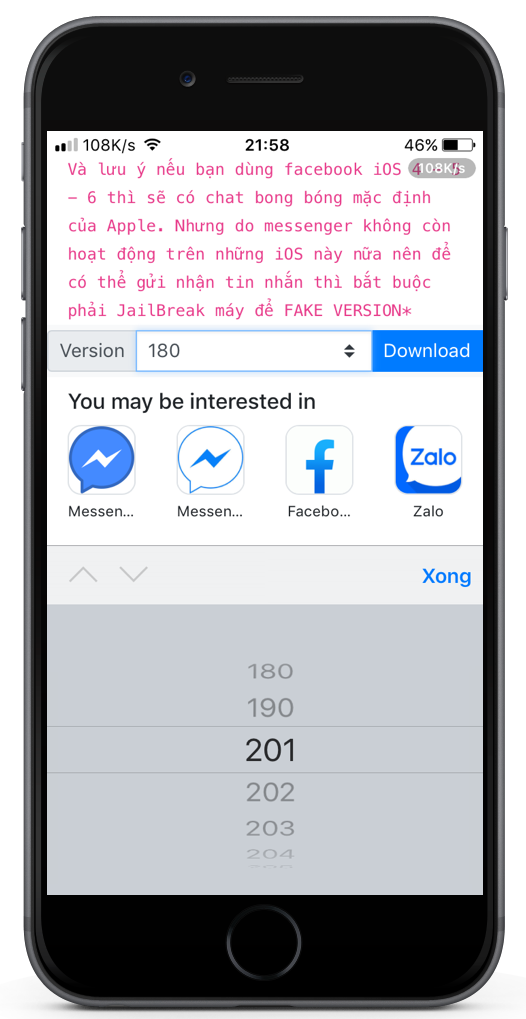 108K/s 21:58 46%
Và lưu ý nếu bạn dùng facebook iOS 4
108K/s
- 6 thì sẽ có chat bong bóng mặc định
của Apple. Nhưng do messenger không còn
hoạt động trên những iOS này nữa nên để
có thể gửi nhận tin nhắn thì bắt buộc
phải JailBreak máy để FAKE VERSION*
Version 180 Download
You may be interested in
Zalo
Messen... Messen... Facebo... Zalo
Xong
180
190
201
202
203
204